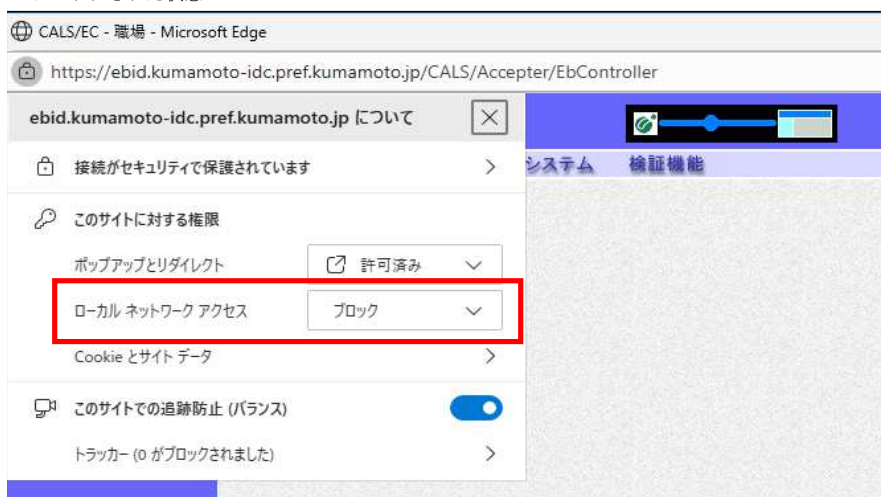 CALS/EC - 職場 - Microsoft Edge
https://ebid.kumamoto-idc.pref.kumamoto.jp/CALS/Accepter/EbController
ebid.kumamoto-idc.pref.kumamoto.jp について
接続がセキュリティで保護されています
システム 検証機能
このサイトに対する権限
ポップアップとリダイレクト 許可済み
ローカル ネットワーク アクセス ブロック
Cookie とサイト データ
このサイトでの追跡防止 (バランス)
トラッカー (0 がブロックされました)